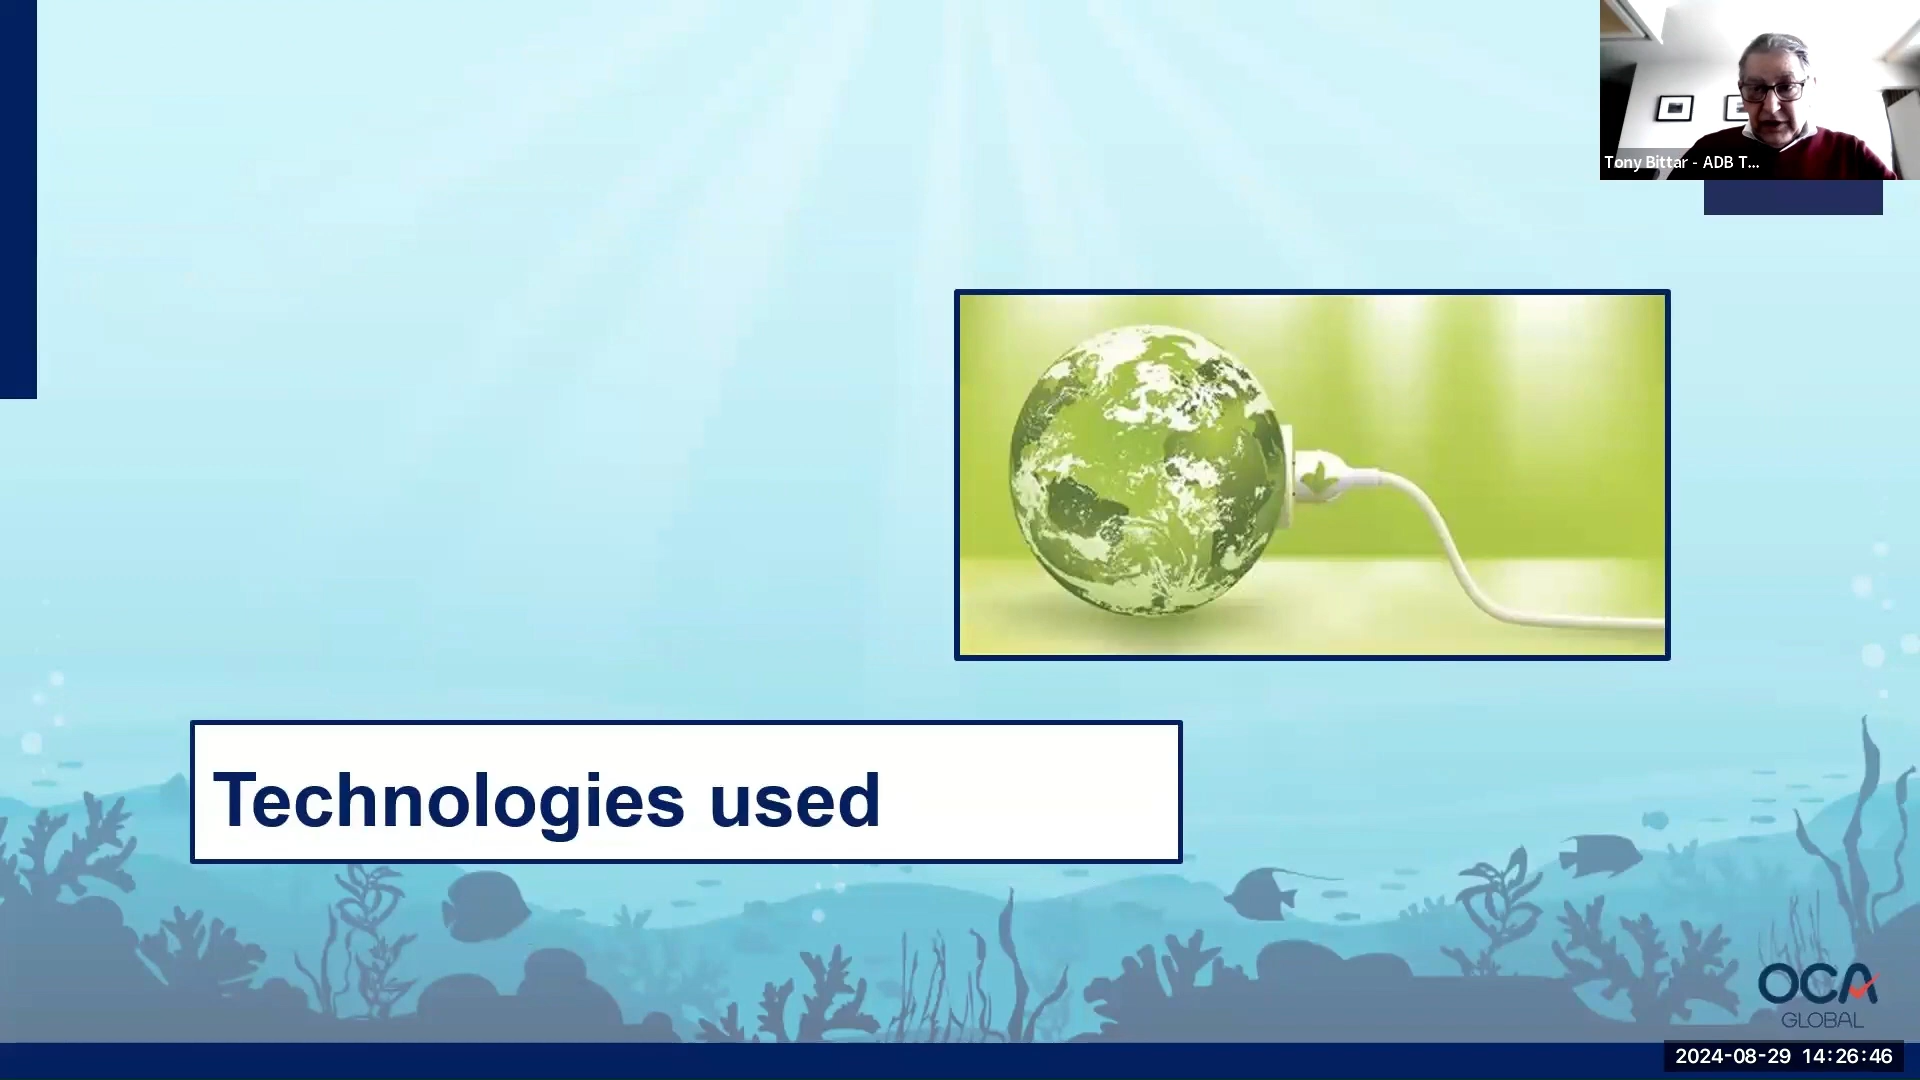 Tony Bittar - ADB T...
Technologies used
OCA
GLOBAL
2024-08-29 14:26:46